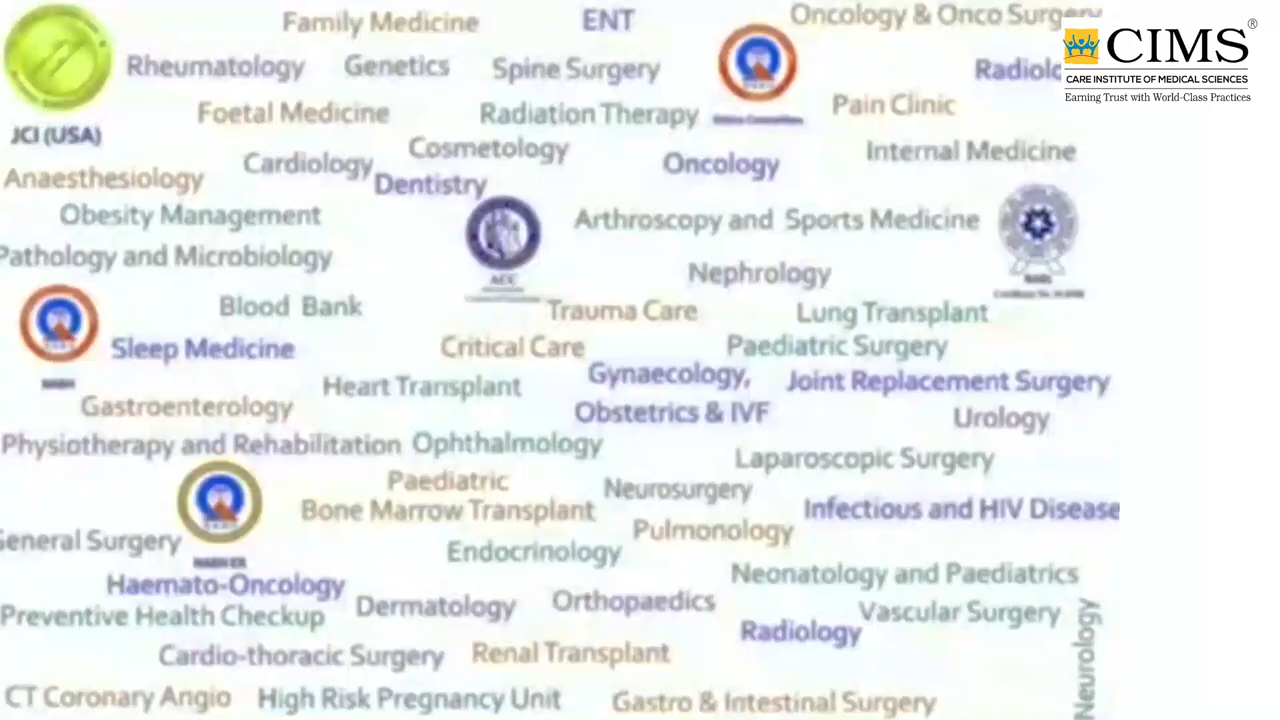 Family Medicine
ENT
Oncology & Onco Surgery
CIMS®
CARE INSTITUTE OF MEDICAL SCIENCES
Earning Trust with World-Class Practices
Rheumatology
Genetics
Spine Surgery
Foetal Medicine
Radiation Therapy
Pain Clinic
JCI (USA)
Cardiology
Cosmetology
Oncology
Internal Medicine
Anaesthesiology
Dentistry
Obesity Management
Arthroscopy and Sports Medicine
Pathology and Microbiology
Nephrology
ACC
Blood Bank
Trauma Care
Lung Transplant
Sleep Medicine
Critical Care
Paediatric Surgery
NABH
Heart Transplant
Gynaecology,
Obstetrics & IVF
Joint Replacement Surgery
Gastroenterology
Urology
Physiotherapy and Rehabilitation
Ophthalmology
Laparoscopic Surgery
Paediatric
Bone Marrow Transplant
Neurosurgery
Infectious and HIV Disease
General Surgery
Pulmonology
Endocrinology
Haemato-Oncology
Neonatology and Paediatrics
Preventive Health Checkup
Dermatology
Orthopaedics
Vascular Surgery
Radiology
Neurology
Cardio-thoracic Surgery
Renal Transplant
CT Coronary Angio
High Risk Pregnancy Unit
Gastro & Intestinal Surgery